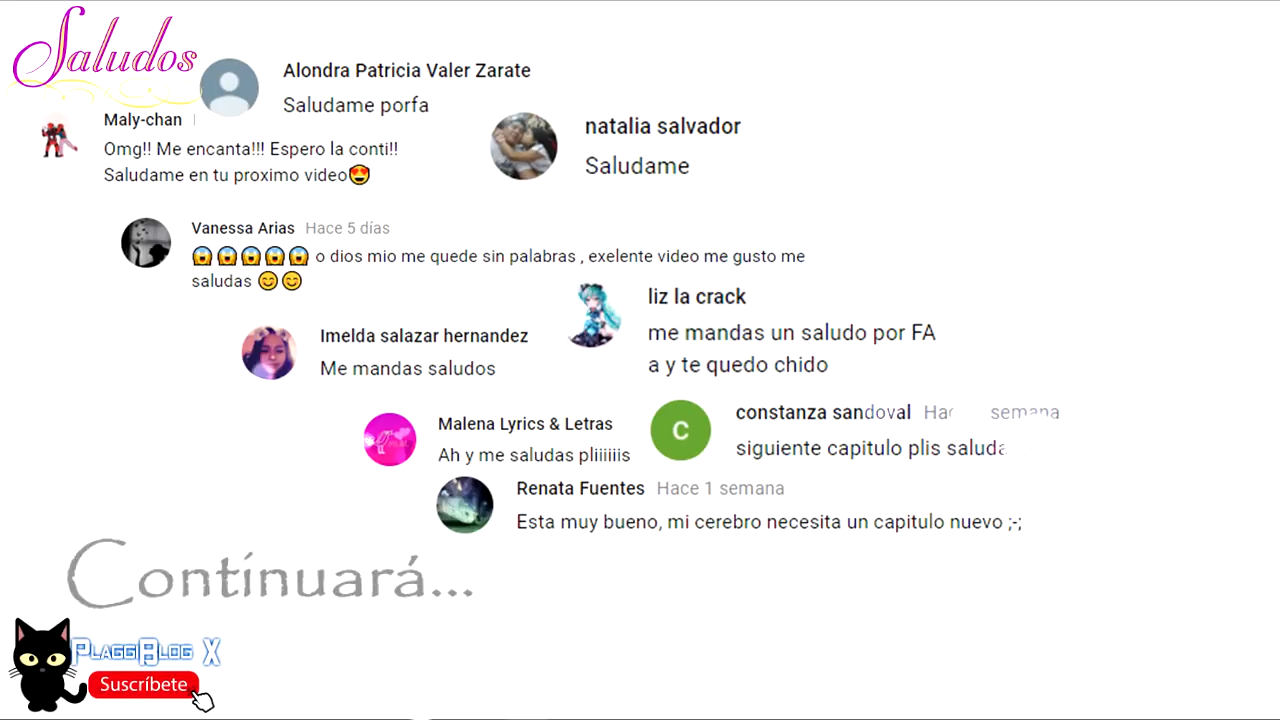 Saludos
Alondra Patricia Valer Zarate
Saludame porfa
Maly-chan
Omg!! Me encanta!!! Espero la conti!!
Saludame en tu proximo video😍
natalia salvador
Saludame
Vanessa Arias Hace 5 días
😱😱😱😱😱 o dios mio me quede sin palabras , exelente video me gusto me
saludas 😊😊
liz la crack
me mandas un saludo por FA
a y te quedo chido
Imelda salazar hernandez
Me mandas saludos
constanza sandoval semana
siguiente capitulo plis
Malena Lyrics & Letras
Ah y me saludas pliiiiiis
Renata Fuentes Hace 1 semana
Esta muy bueno, mi cerebro necesita un capitulo nuevo ;-;
Continuará...
PlaggBlog X
Suscríbete